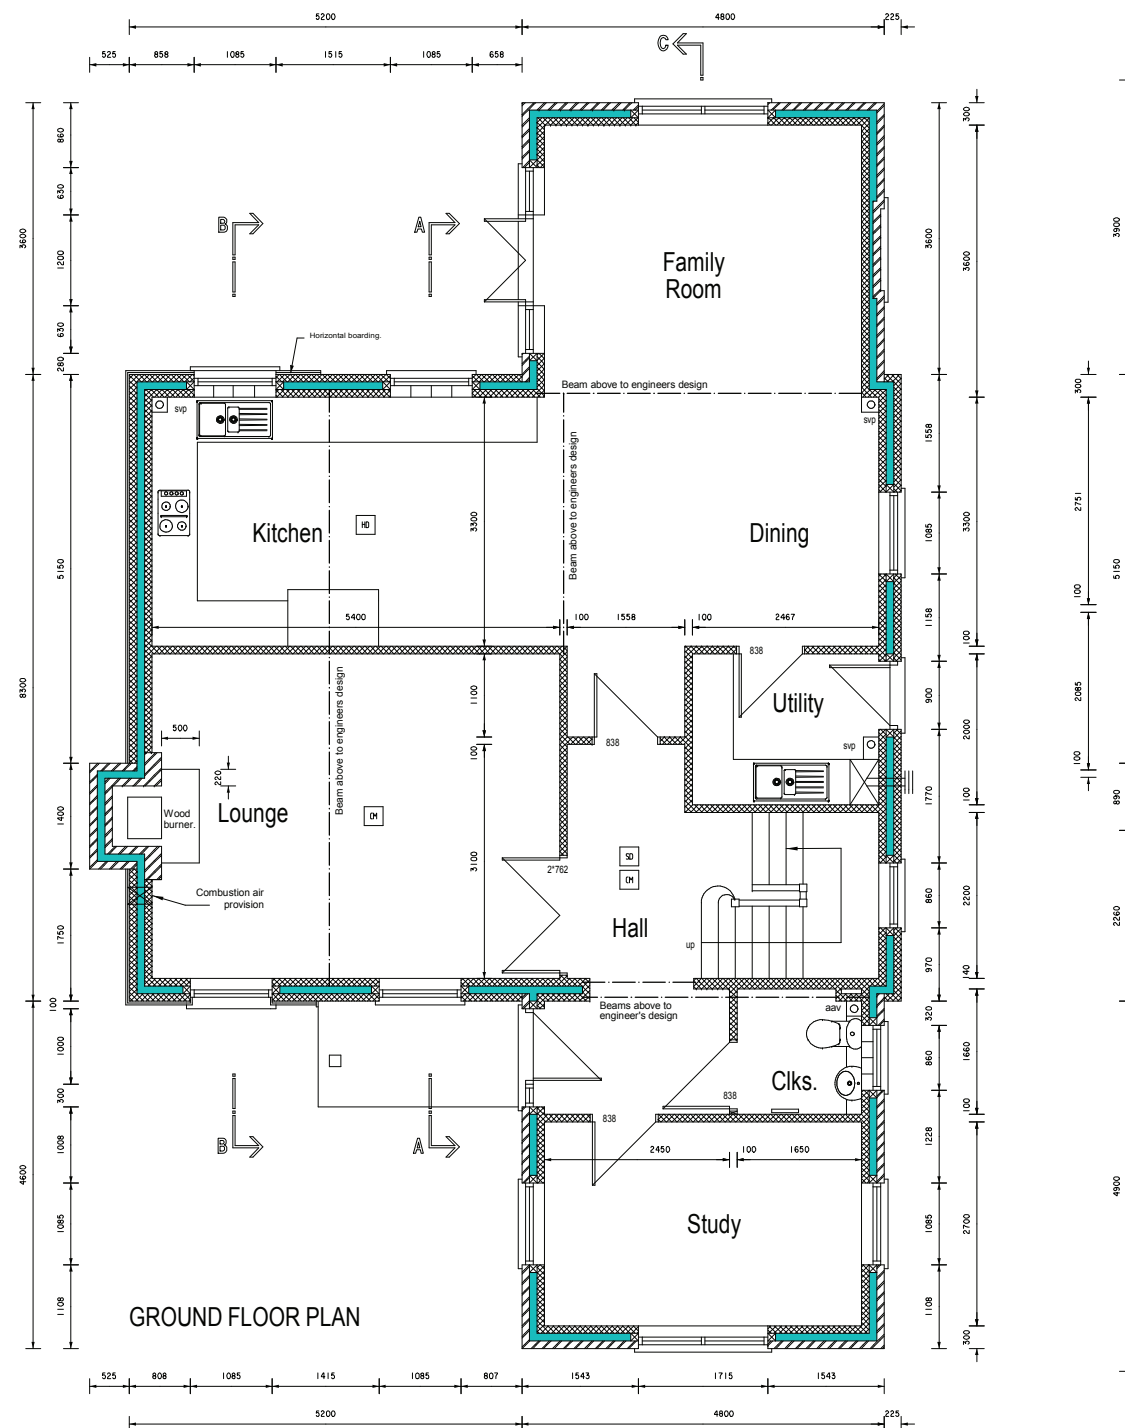 5200
4800
225
525
858
1085
1515
1085
658
C
300
860
630
B
A
3600
1200
Family
Room
3600
3600
3900
630
Horizontal boarding.
280
Beam above to engineers design
300
svp
svp
1558
Beam above to engineers design
2751
Kitchen
HD
3300
Dining
1085
3300
5150
5150
100
1158
5400
100
1558
100
2467
100
838
8300
Beam above to engineers design
1100
Utility
900
2000
2085
500
838
svp
100
100
220
1770
100
890
1400
Wood
burner.
Lounge
CM
3100
SD
2*762
CM
860
2200
Combustion air
provision
Hall
2260
1750
up
970
140
100
Beams above to
engineer's design
aav
320
1000
860
1660
Clks.
300
838
838
100
1008
B
A
1228
4600
2450
100
1650
4900
1085
Study
1085
2700
1108
GROUND FLOOR PLAN
1108
300
525
808
1085
1415
1085
807
1543
1715
1543
5200
4800
225